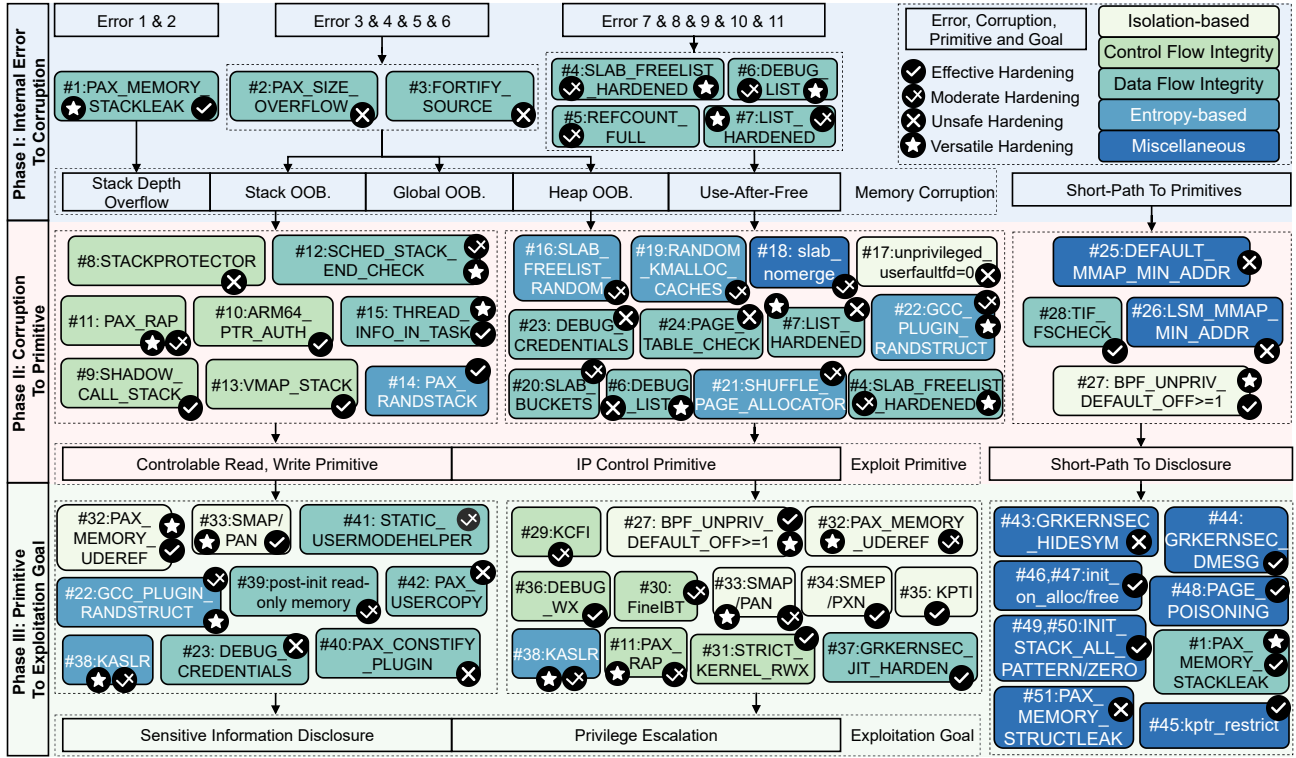 Phase I: Internal Error
To Corruption
Error 1 & 2
Error 3 & 4 & 5 & 6
Error 7 & 8 & 9 & 10 & 11
#1:PAX_MEMORY_
STACKLEAK
#2:PAX_SIZE_
OVERFLOW
#3:FORTIFY_
SOURCE
#4:SLAB_FREELIST
_HARDENED
#6:DEBUG_
LIST
#5:REFCOUNT_
FULL
#7:LIST_
HARDENED
Error, Corruption,
Primitive and Goal
Effective Hardening
Moderate Hardening
Unsafe Hardening
Versatile Hardening
Isolation-based
Control Flow Integrity
Data Flow Integrity
Entropy-based
Miscellaneous
Stack Depth
Overflow
Stack OOB.
Global OOB.
Heap OOB.
Use-After-Free
Memory Corruption
Short-Path To Primitives
Phase II: Corruption
To Primitive
#8:STACKPROTECTOR
#12:SCHED_STACK_
END_CHECK
#11: PAX_RAP
#10:ARM64_
PTR_AUTH
#15: THREAD_
INFO_IN_TASK
#9:SHADOW_
CALL_STACK
#13:VMAP_STACK
#14: PAX_
RANDSTACK
#16:SLAB_
FREELIST_
RANDOM
#19:RANDOM
_KMALLOC_
CACHES
#18: slab_
nomerge
#17:unprivileged_
userfaultfd=0
#23: DEBUG_
CREDENTIALS
#24:PAGE_
TABLE_CHECK
#7:LIST_
HARDENED
#22:GCC_
PLUGIN_
RANDSTRUCT
#20:SLAB_
BUCKETS
#6:DEBUG
_LIST
#21:SHUFFLE_
PAGE_ALLOCATOR
#4:SLAB_FREELIST
_HARDENED
#25:DEFAULT_
MMAP_MIN_ADDR
#28:TIF_
FSCHECK
#26:LSM_MMAP_
MIN_ADDR
#27: BPF_UNPRIV_
DEFAULT_OFF>=1
Controlable Read, Write Primitive
IP Control Primitive
Exploit Primitive
Short-Path To Disclosure
Phase III: Primitive
To Exploitation Goal
#32:PAX_
MEMORY_
UDEREF
#33:SMAP/
PAN
#41: STATIC_
USERMODEHELPER
#22:GCC_PLUGIN_
RANDSTRUCT
#39:post-init read-
only memory
#42: PAX_
USERCOPY
#38:KASLR
#23: DEBUG_
CREDENTIALS
#40:PAX_CONSTIFY
_PLUGIN
#29:KCFI
#27: BPF_UNPRIV_
DEFAULT_OFF>=1
#32:PAX_MEMORY
_UDEREF
#36:DEBUG
_WX
#30:
FineIBT
#33:SMAP
/PAN
#34:SMEP
/PXN
#35: KPTI
#38:KASLR
#11:PAX_
RAP
#31:STRICT_
KERNEL_RWX
#37:GRKERNSEC_
JIT_HARDEN
#43:GRKERNSEC
_HIDESYM
#44:
GRKERNSEC_
DMESG
#46,#47:init_
on_alloc/free
#48:PAGE_
POISONING
#49,#50:INIT_
STACK_ALL_
PATTERN/ZERO
#1:PAX_
MEMORY_
STACKLEAK
#51:PAX_
MEMORY_
STRUCTLEAK
#45:kptr_restrict
Sensitive Information Disclosure
Privilege Escalation
Exploitation Goal